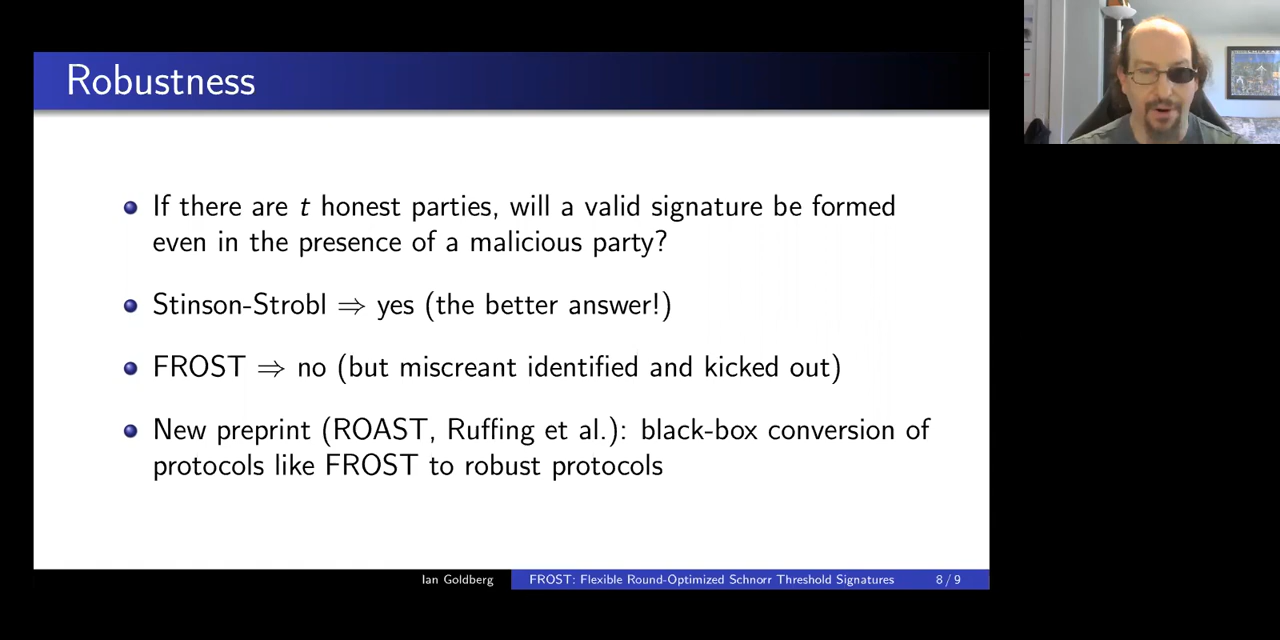 Robustness
If there are t honest parties, will a valid signature be formed
even in the presence of a malicious party?
Stinson-Strobl ⇒ yes (the better answer!)
FROST ⇒ no (but miscreant identified and kicked out)
New preprint (ROAST, Ruffing et al.): black-box conversion of
protocols like FROST to robust protocols
Ian Goldberg
FROST: Flexible Round-Optimized Schnorr Threshold Signatures
8 / 9